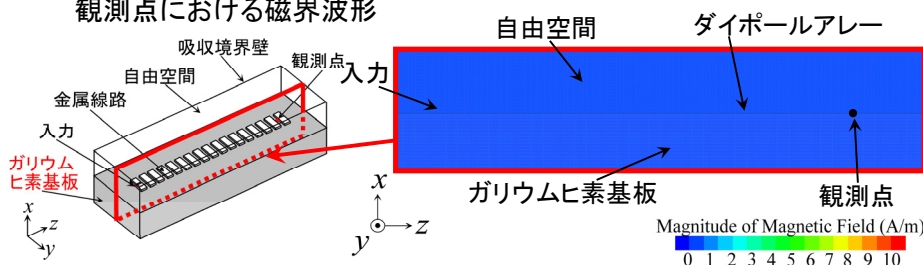 観測点における磁界波形
吸収境界壁
自由空間
観測点
金属線路
入力
ガリウム
ヒ素基板
x
z
y
自由空間
ダイポールアレー
入力
ガリウムヒ素基板
観測点
x
y
z
Magnitude of Magnetic Field (A/m)
0 1 2 3 4 5 6 7 8 9 10